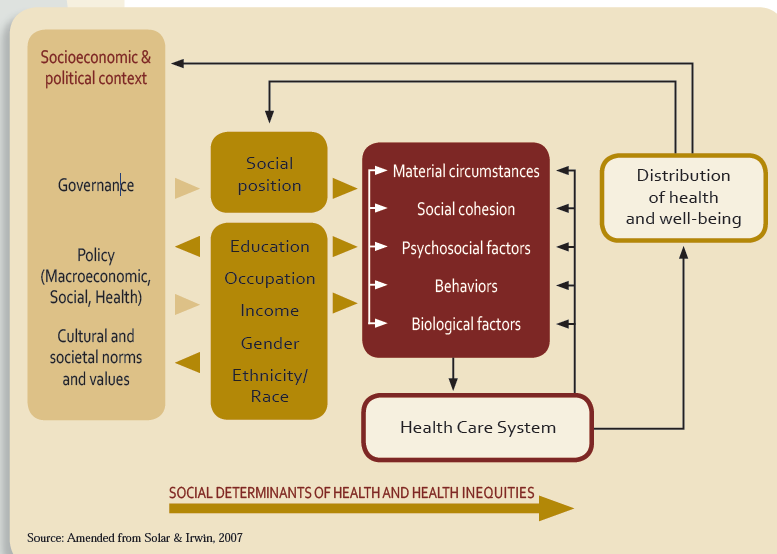 Socioeconomic &
political context
Governance
Policy
(Macroeconomic,
Social, Health)
Cultural and
societal norms
and values
Social
position
Education
Occupation
Income
Gender
Ethnicity/
Race
Material circumstances
Social cohesion
Psychosocial factors
Behaviors
Biological factors
Health Care System
Distribution
of health
and well-being
SOCIAL DETERMINANTS OF HEALTH AND HEALTH INEQUITIES
Source: Amended from Solar & Irwin, 2007